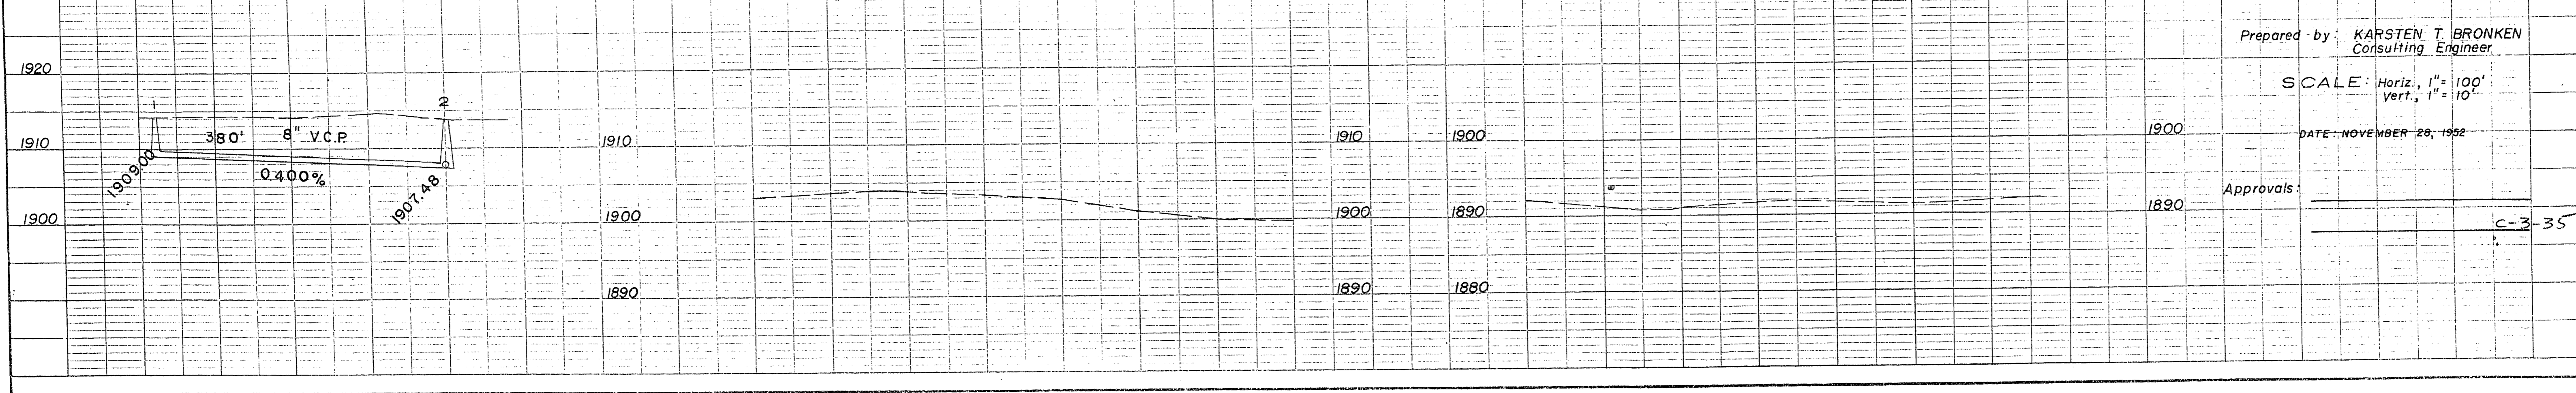 Prepared by: KARSTEN T. BRONKEN
Consulting Engineer
SCALE: Horiz., 1"= 100'
Vert., 1"= 10'
DATE: NOVEMBER 28, 1952
Approvals:
C-3-35
1920
1910
1900
1 2
380' 8" V.C.P.
0.400%
1909.00
1907.48
1910
1900
1890
1910
1900
1890
1900
1890
1880
1900
1890